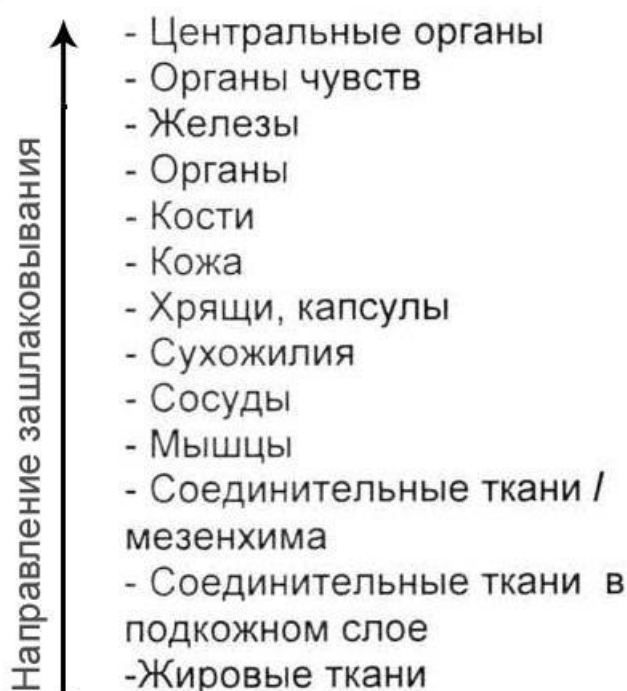 Направление зашлаковывания
- Центральные органы
- Органы чувств
- Железы
- Органы
- Кости
- Кожа
- Хрящи, капсулы
- Сухожилия
- Сосуды
- Мышцы
- Соединительные ткани /
мезенхима
- Соединительные ткани в
подкожном слое
-Жировые ткани